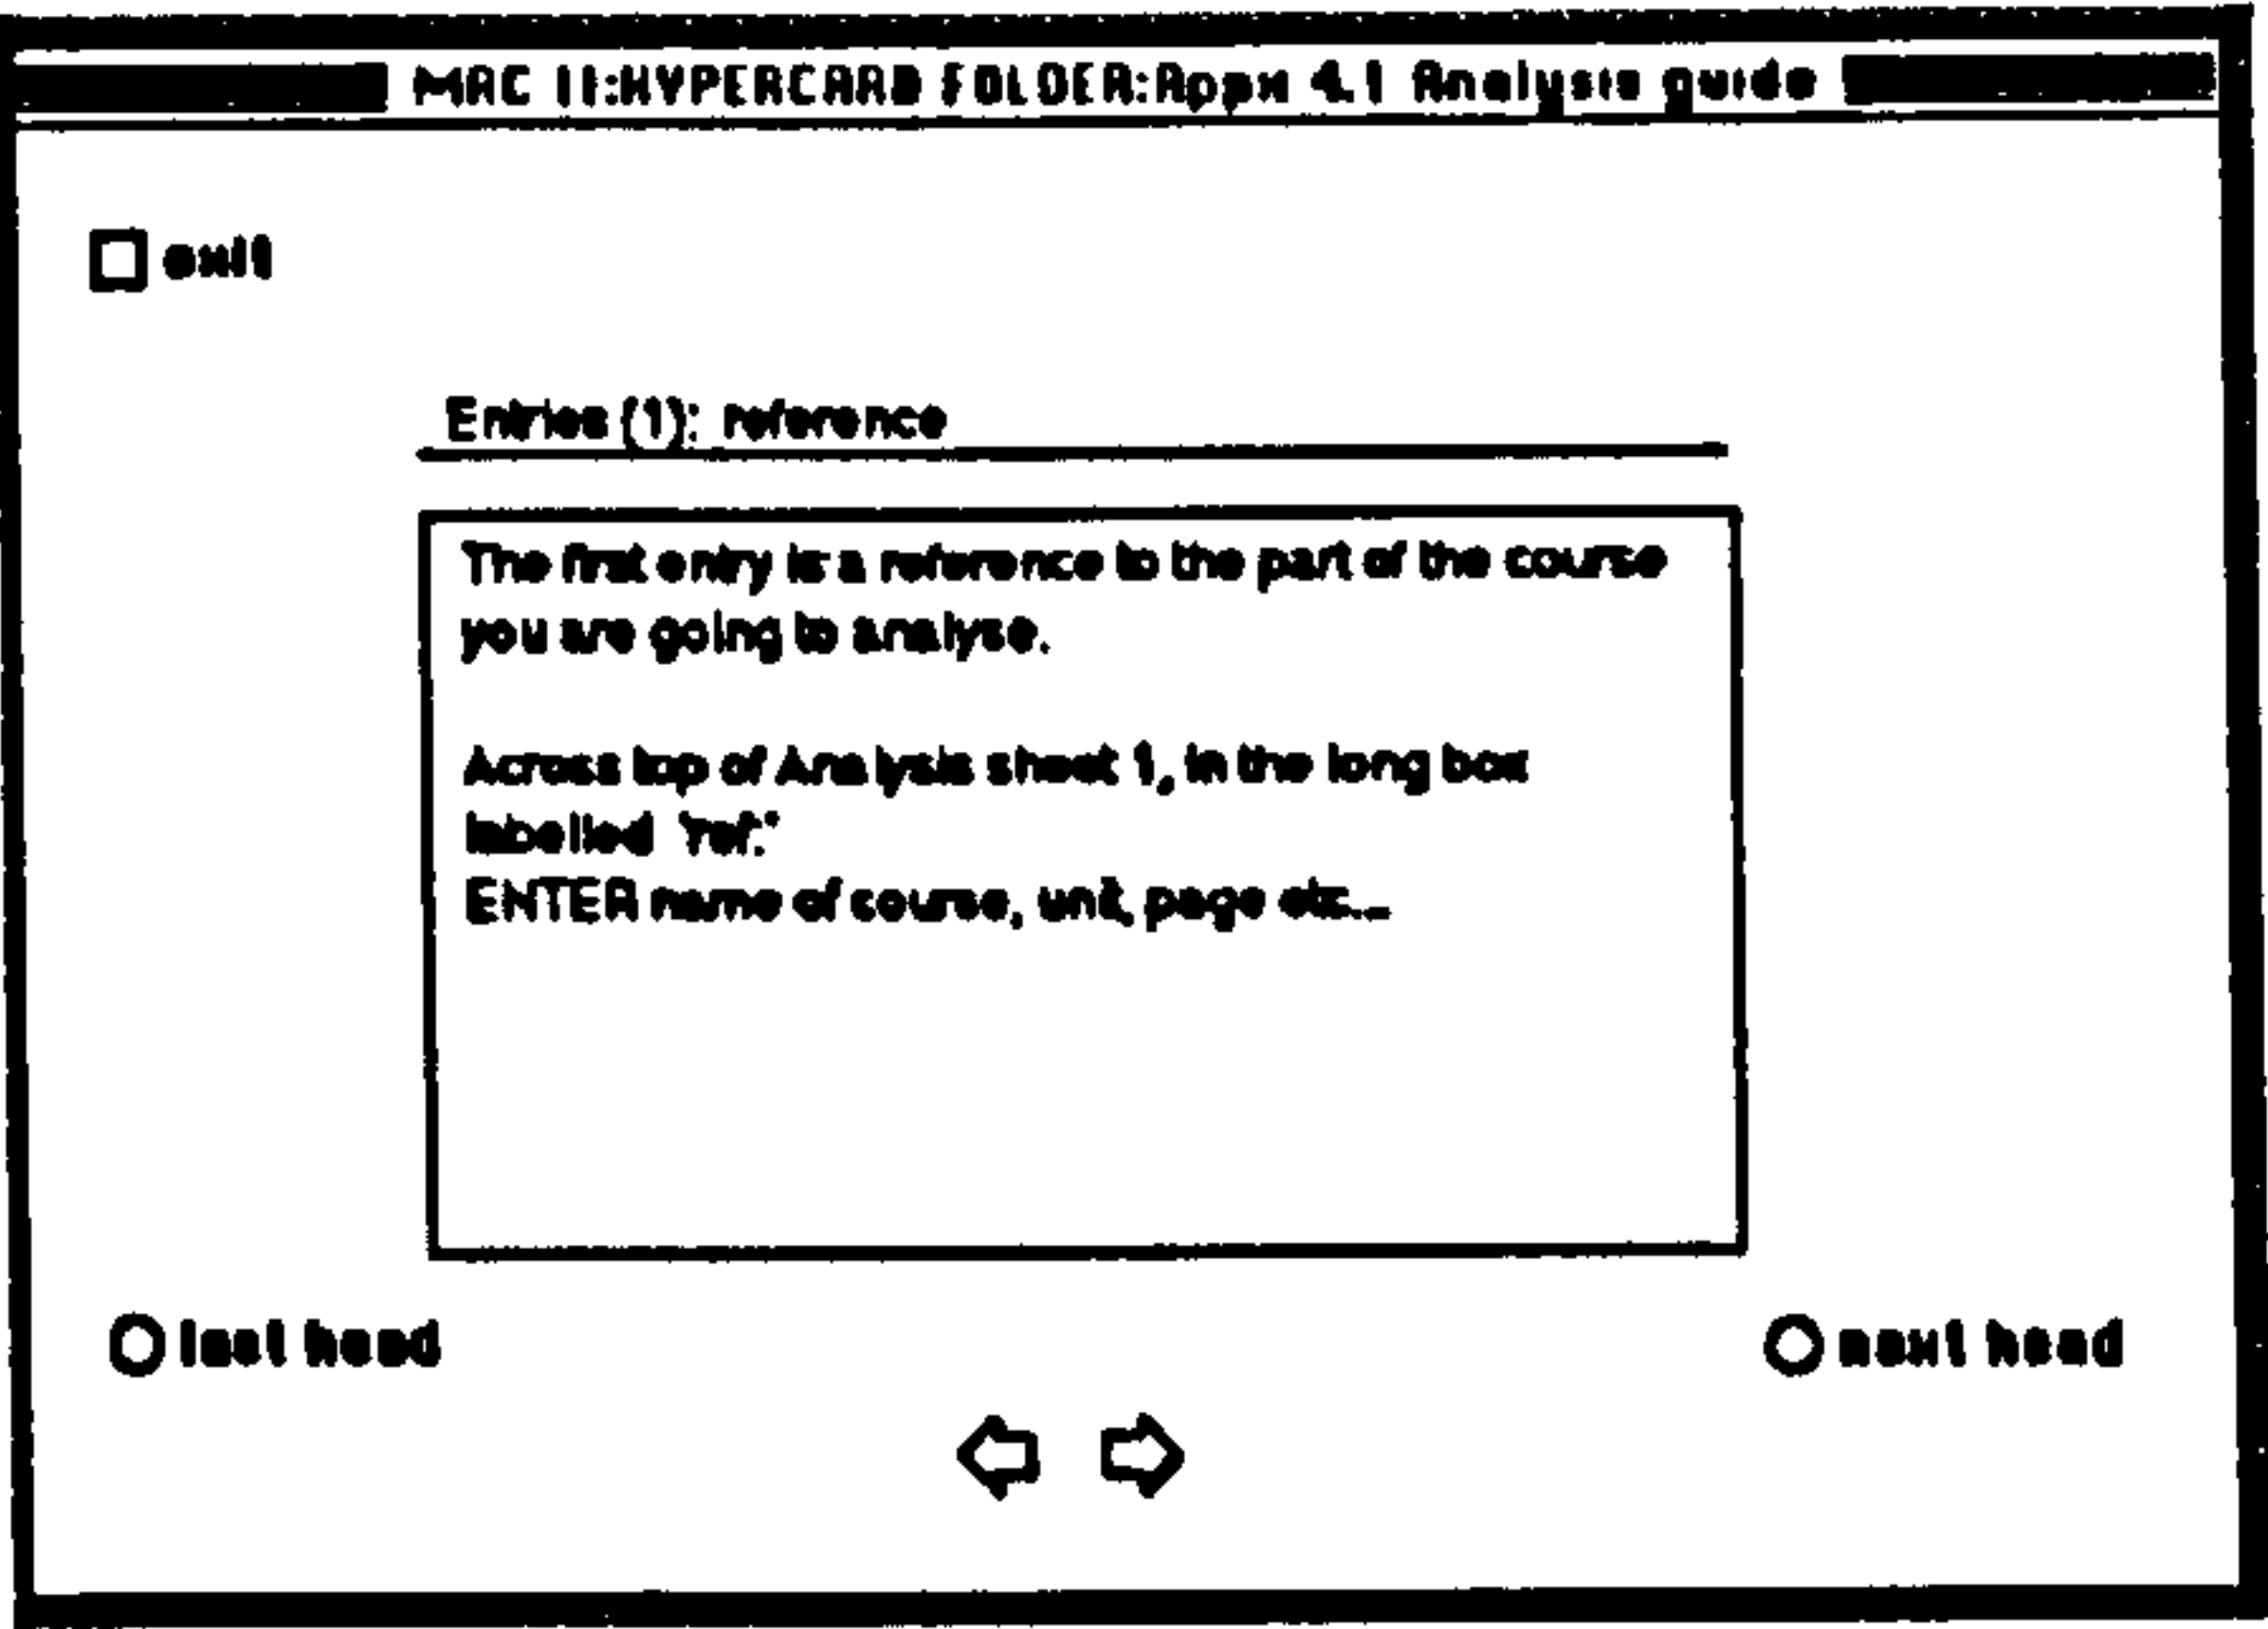 MAC II:HYPERCARD FOLDER:Appx 4.1 Analysis guide
exit
Entries (1): reference
The first entry is a reference to the part of the course
you are going to analyse.
Across top of Analysis sheet 1, in the long box
labelled 'ref:'
ENTER name of course, unit, page etc...
last head
next head